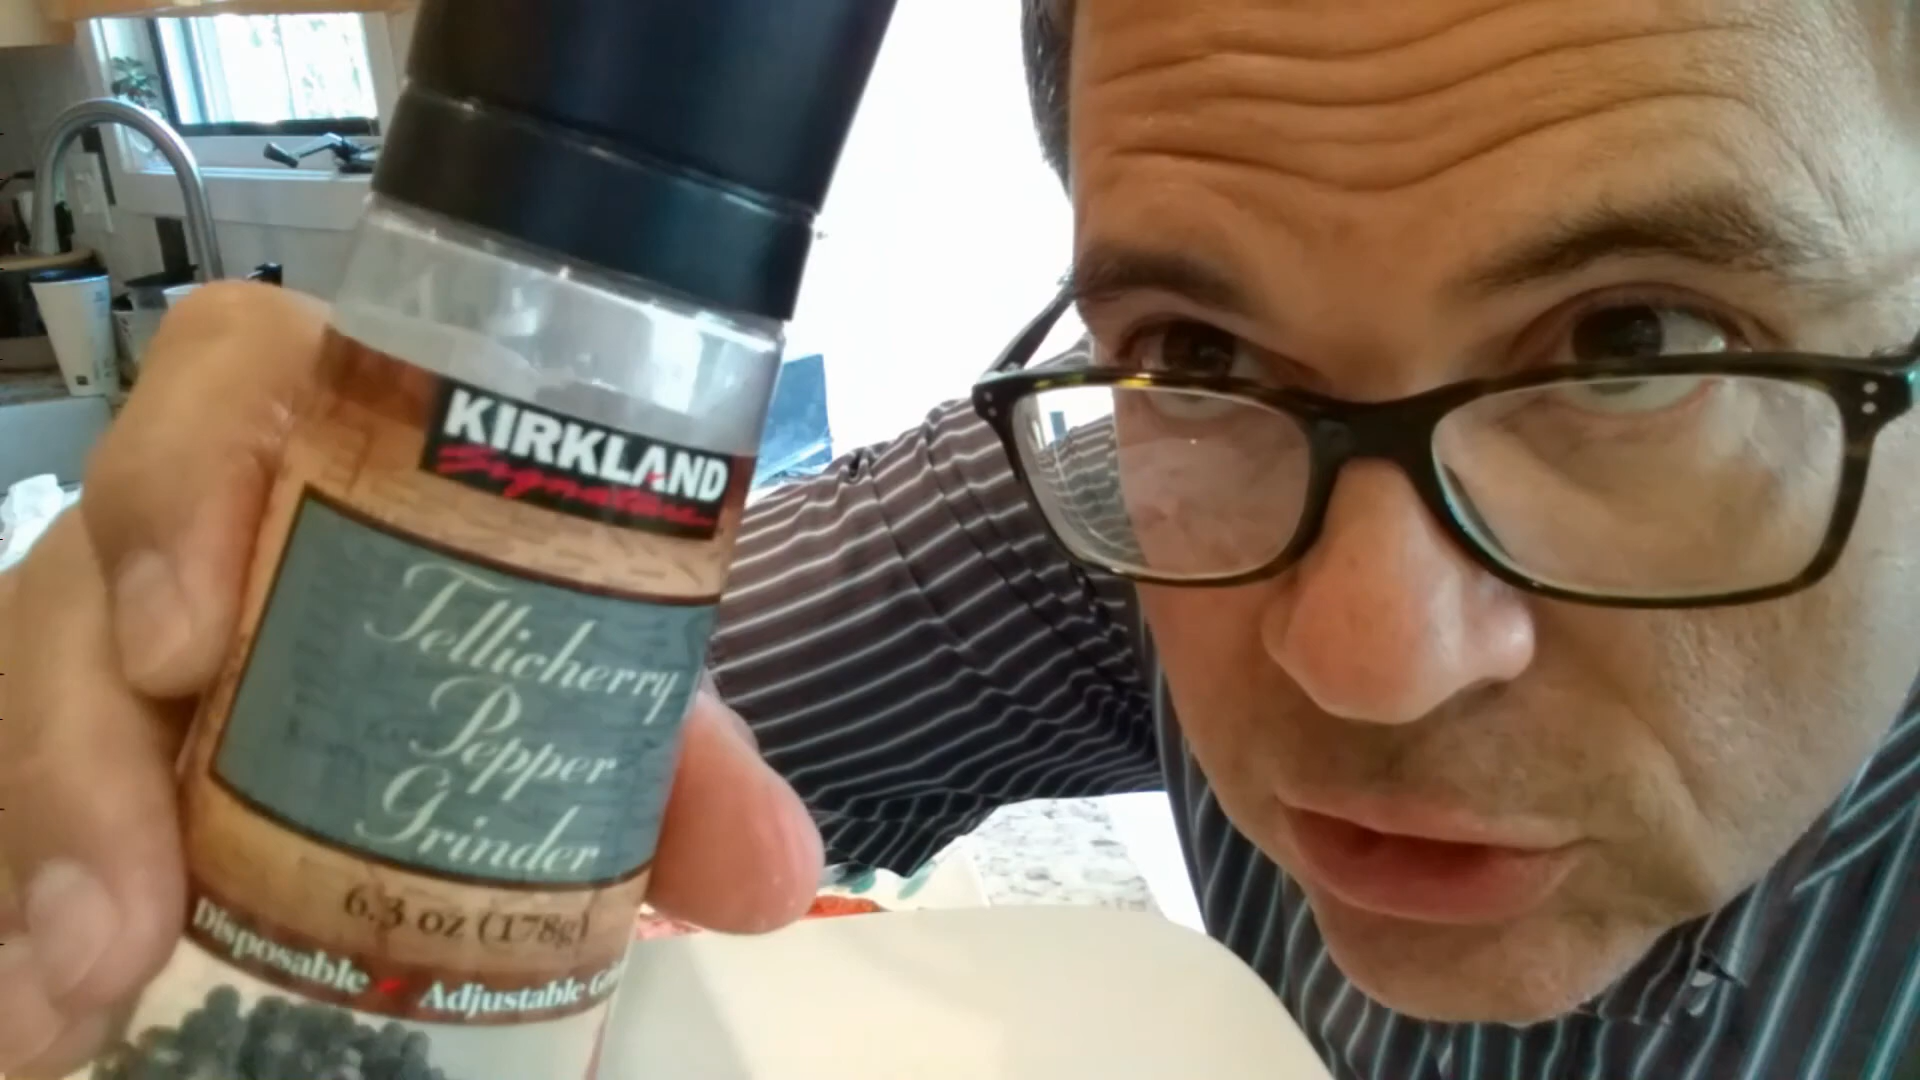 KIRKLAND
Signature
Tellicherry
Pepper
Grinder
6.3 oz (178g)
Disposable Adjustable